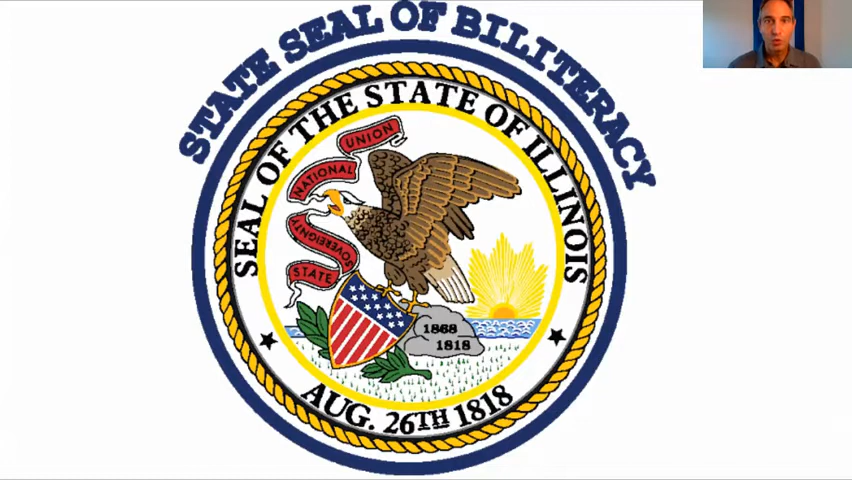 STATE SEAL OF BILITERACY
SEAL OF THE STATE OF ILLINOIS
UNION
NATIONAL
SOVEREIGNTY
STATE
1868
1818
AUG. 26TH 1818